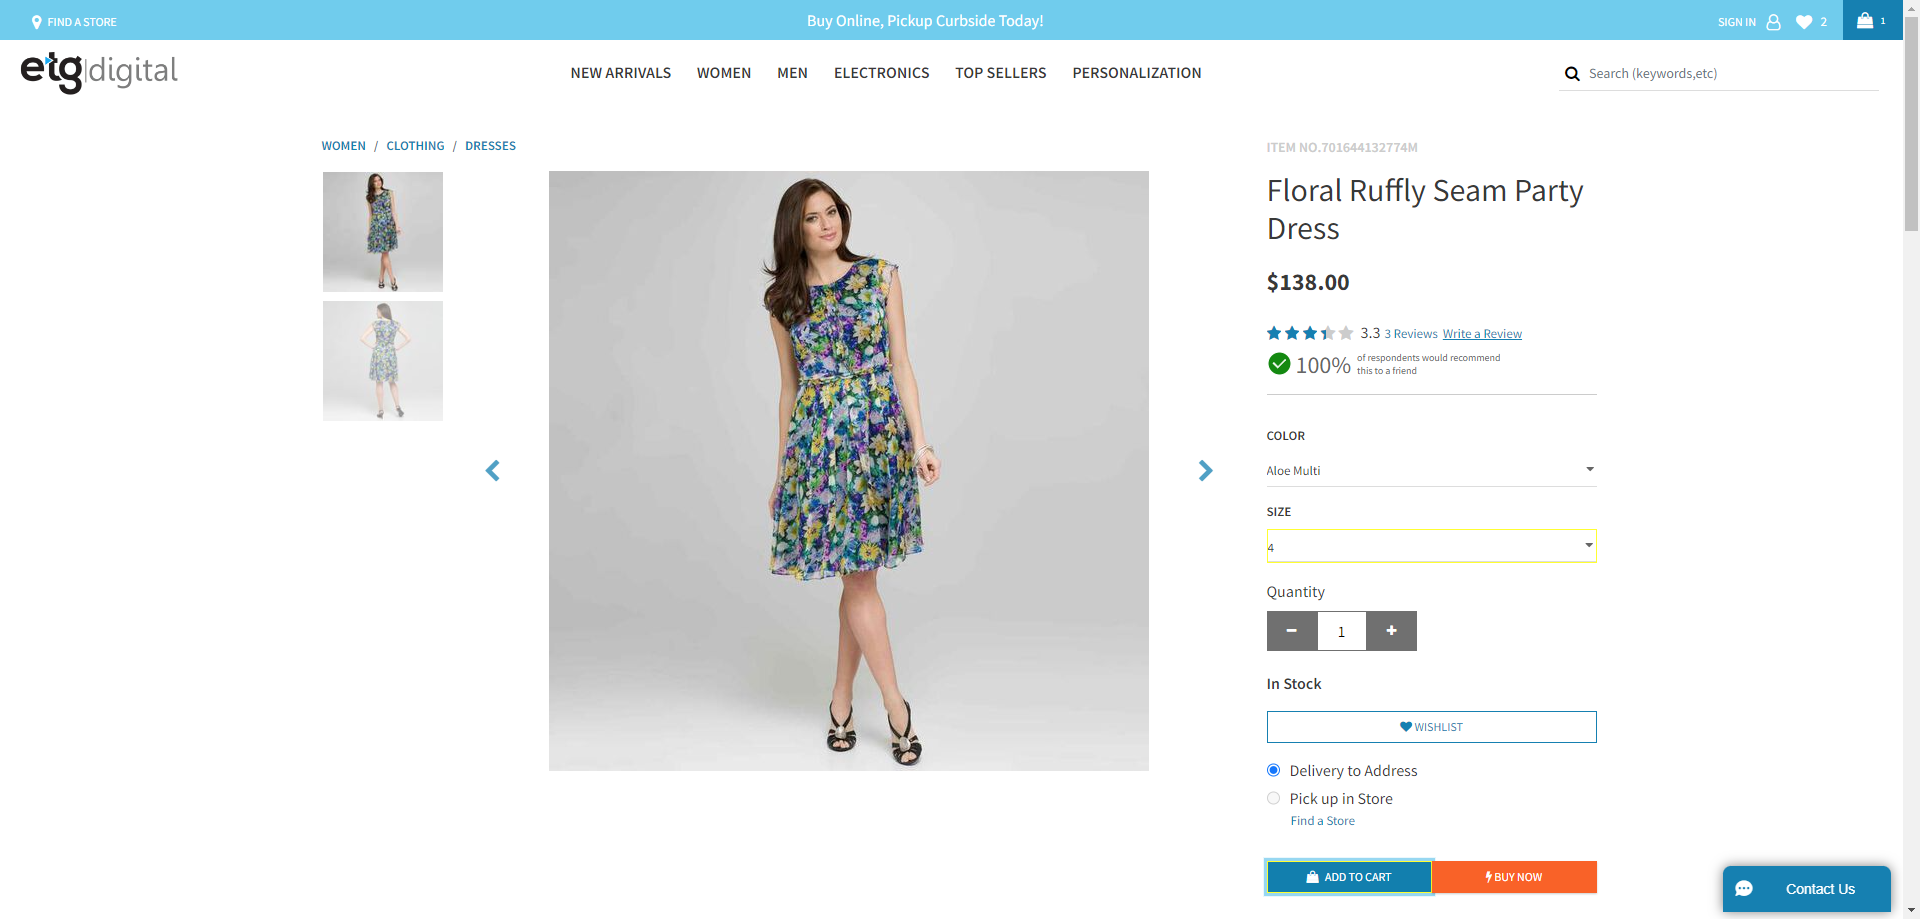 FIND A STORE
Buy Online, Pickup Curbside Today!
SIGN IN
2
1
etg|digital
NEW ARRIVALS
WOMEN
MEN
ELECTRONICS
TOP SELLERS
PERSONALIZATION
Search (keywords,etc)
WOMEN / CLOTHING / DRESSES
ITEM NO.701644132774M
Floral Ruffly Seam Party
Dress
$138.00
3.3 3 Reviews Write a Review
100% of respondents would recommend
this to a friend
COLOR
Aloe Multi
SIZE
4
Quantity
1
In Stock
WISHLIST
Delivery to Address
Pick up in Store
Find a Store
ADD TO CART
BUY NOW
Contact Us